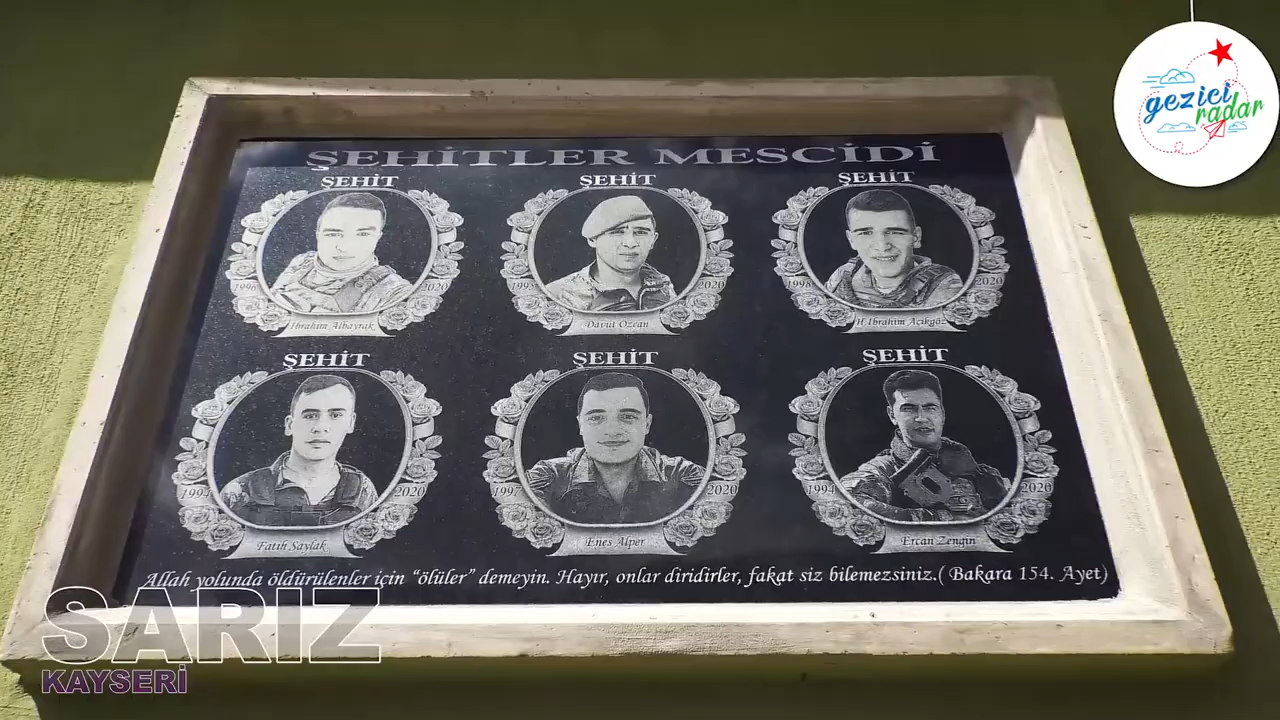 gezici
radar
ŞEHİTLER MESCİDİ
ŞEHİT
1996 2020
İbrahim Albayrak
ŞEHİT
2020
Davut Özcan
ŞEHİT
1998 2020
H.İbrahim Açıkgöz
ŞEHİT
1994 2020
Fatih Saylak
ŞEHİT
1997 2020
Enes Alper
ŞEHİT
1994 2020
Ercan Zengin
Allah yolunda öldürülenler için “ölüler” demeyin. Hayır, onlar diridirler, fakat siz bilemezsiniz.( Bakara 154. Ayet)
SARIZ
KAYSERİ